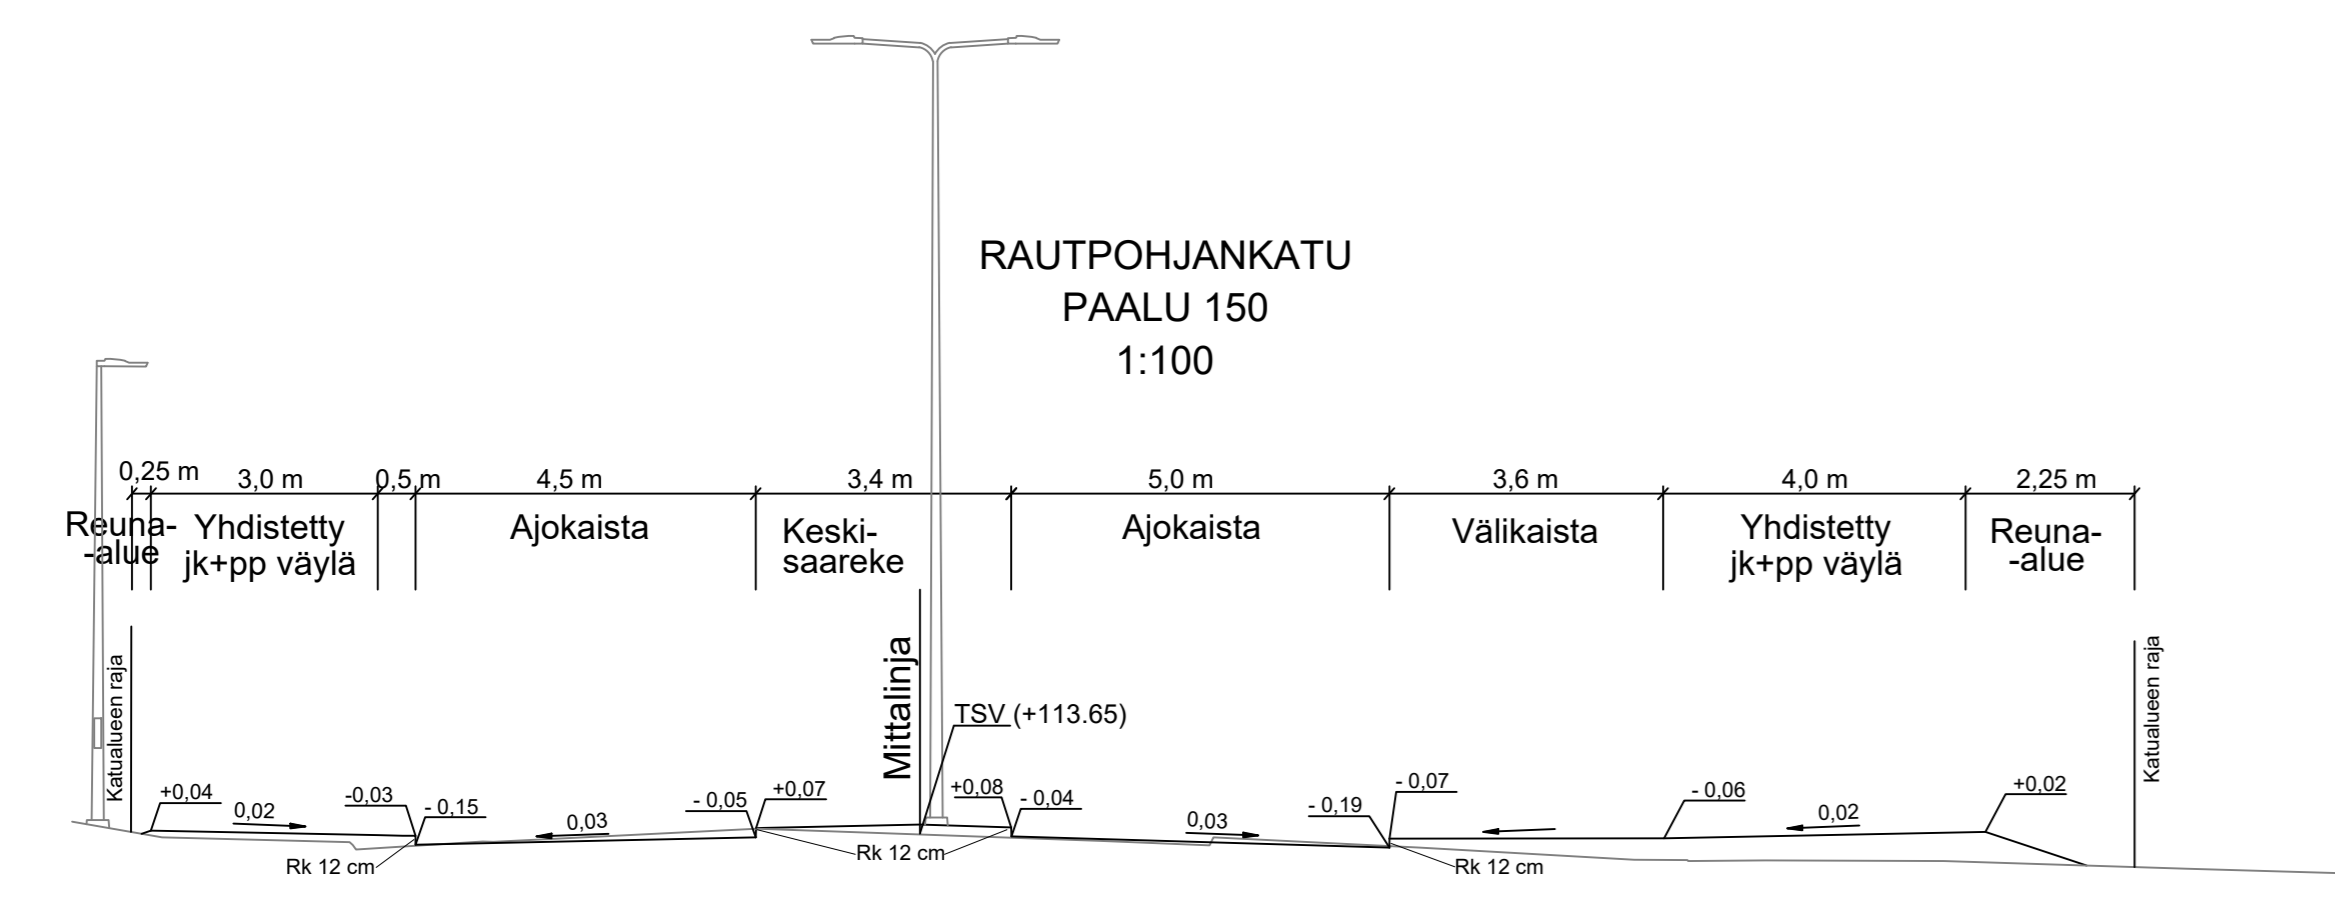 RAUTPOHJANKATU
PAALU 150
1:100
0,25 m
3,0 m
0,5 m
4,5 m
3,4 m
5,0 m
3,6 m
4,0 m
2,25 m
Reuna-
-alue
Yhdistetty
jk+pp väylä
Ajokaista
Keski-
saareke
Ajokaista
Välikaista
Yhdistetty
jk+pp väylä
Reuna-
-alue
Katualueen raja
Mittalinja
TSV (+113.65)
Katualueen raja
+0,04
0,02
-0,03
- 0,15
0,03
- 0,05
+0,07
+0,08
- 0,04
0,03
- 0,19
- 0,07
- 0,06
0,02
+0,02
Rk 12 cm
Rk 12 cm
Rk 12 cm